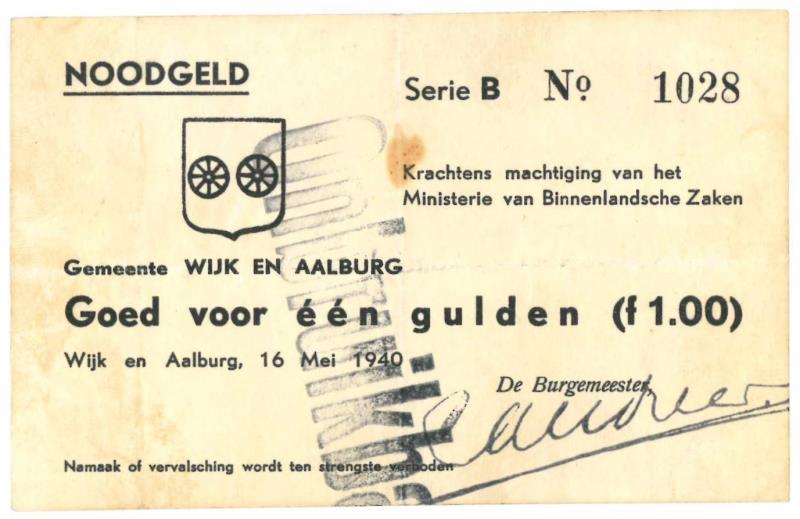 NOODGELD
Serie B Nº 1028
Krachtens machtiging van het
Ministerie van Binnenlandsche Zaken
Gemeente WIJK EN AALBURG
Goed voor één gulden (f 1.00)
Wijk en Aalburg, 16 Mei 1940
De Burgemeester,
Namaak of vervalsching wordt ten strengste verboden